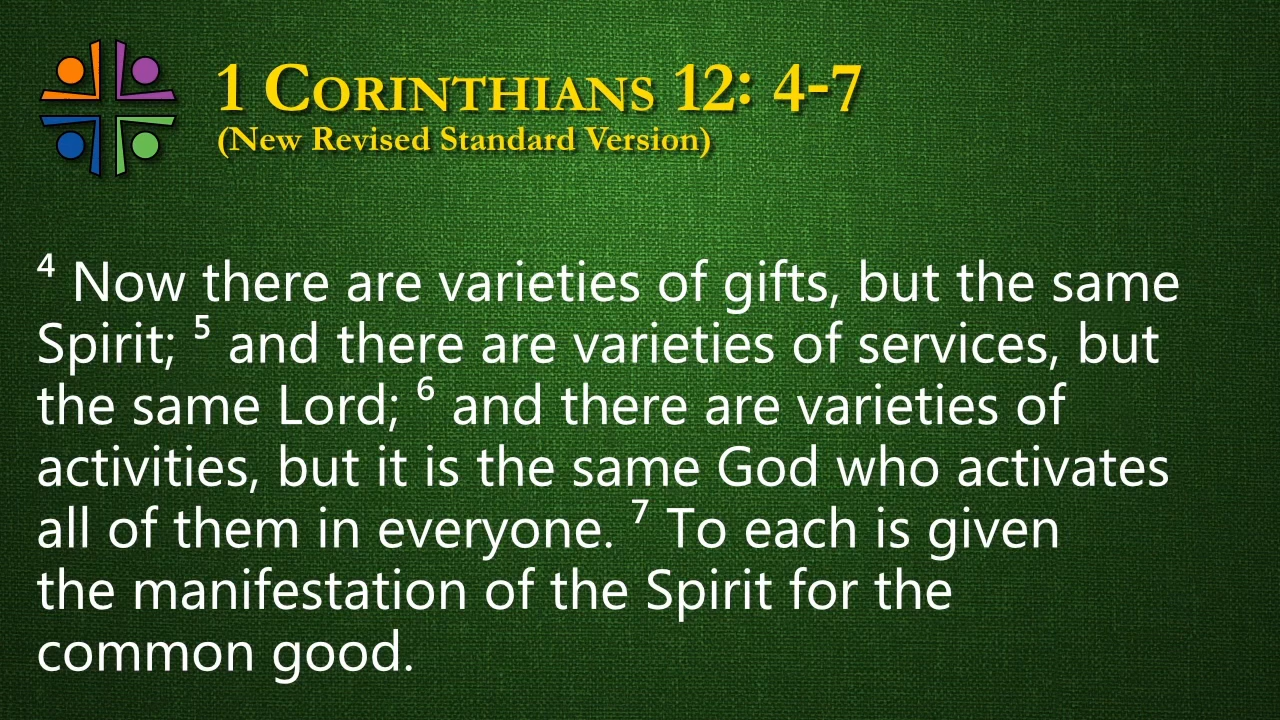 1 Corinthians 12: 4-7
(New Revised Standard Version)
⁴ Now there are varieties of gifts, but the same
Spirit; ⁵ and there are varieties of services, but
the same Lord; ⁶ and there are varieties of
activities, but it is the same God who activates
all of them in everyone. ⁷ To each is given
the manifestation of the Spirit for the
common good.